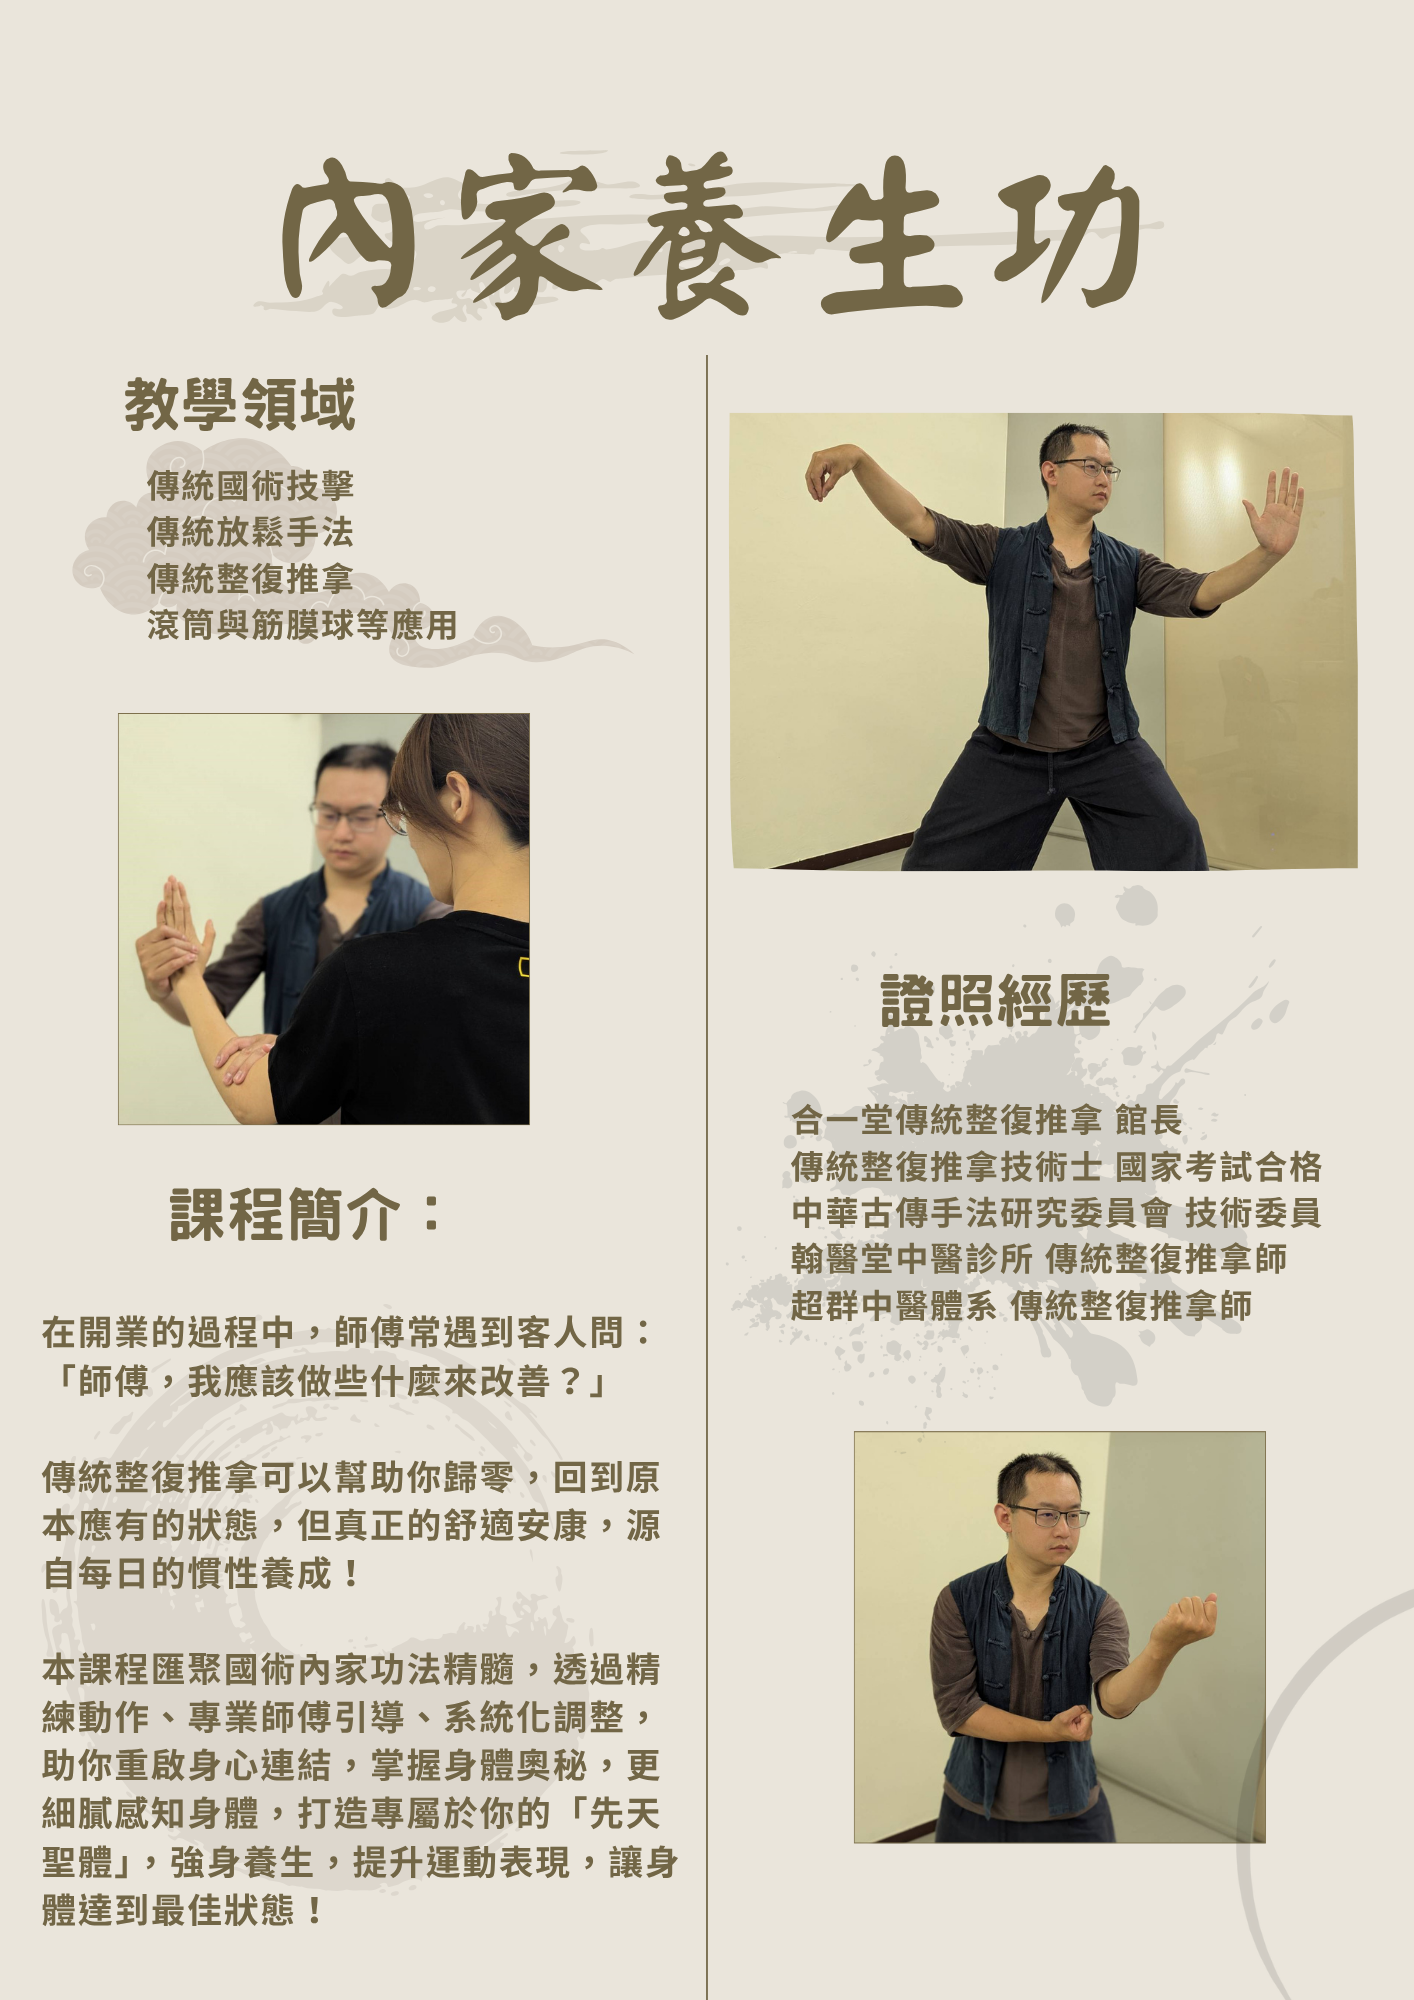 內家養生功
教學領域
傳統國術技擊
傳統放鬆手法
傳統整復推拿
滾筒與筋膜球等應用
課程簡介：
在開業的過程中，師傅常遇到客人問：
「師傅，我應該做些什麼來改善？」
傳統整復推拿可以幫助你歸零，回到原
本應有的狀態，但真正的舒適安康，源
自每日的慣性養成！
本課程匯聚國術內家功法精髓，透過精
練動作、專業師傅引導、系統化調整，
助你重啟身心連結，掌握身體奧秘，更
細膩感知身體，打造專屬於你的「先天
聖體」，強身養生，提升運動表現，讓身
體達到最佳狀態！
證照經歷
合一堂傳統整復推拿 館長
傳統整復推拿技術士 國家考試合格
中華古傳手法研究委員會 技術委員
翰醫堂中醫診所 傳統整復推拿師
超群中醫體系 傳統整復推拿師